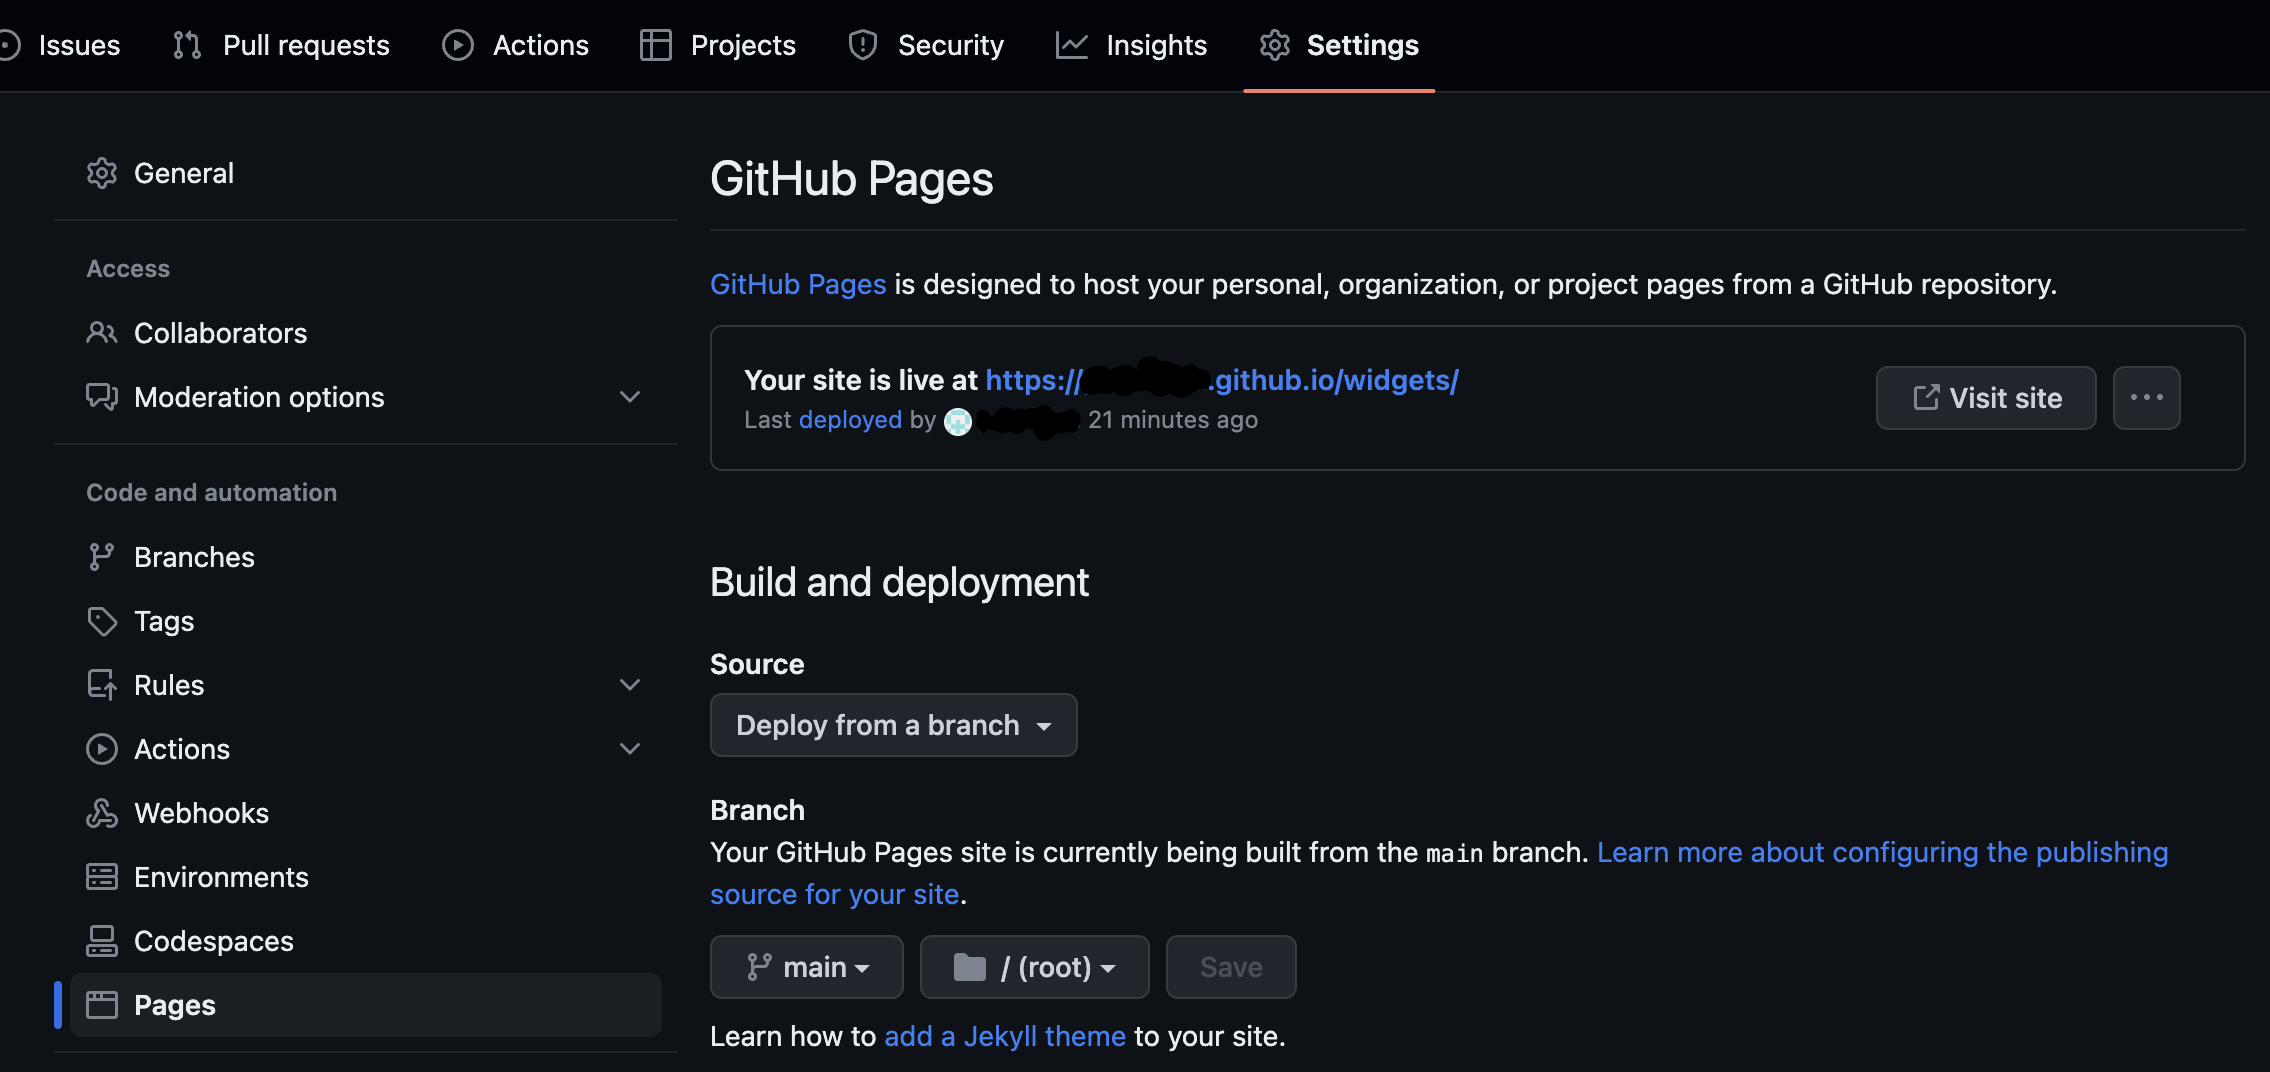 Issues Pull requests Actions Projects Security Insights Settings
General
Access
Collaborators
Moderation options
Code and automation
Branches
Tags
Rules
Actions
Webhooks
Environments
Codespaces
Pages
GitHub Pages
GitHub Pages is designed to host your personal, organization, or project pages from a GitHub repository.
Your site is live at https:// .github.io/widgets/
Last deployed by 21 minutes ago
Visit site
Build and deployment
Source
Deploy from a branch
Branch
Your GitHub Pages site is currently being built from the main branch. Learn more about configuring the publishing
source for your site.
main / (root) Save
Learn how to add a Jekyll theme to your site.